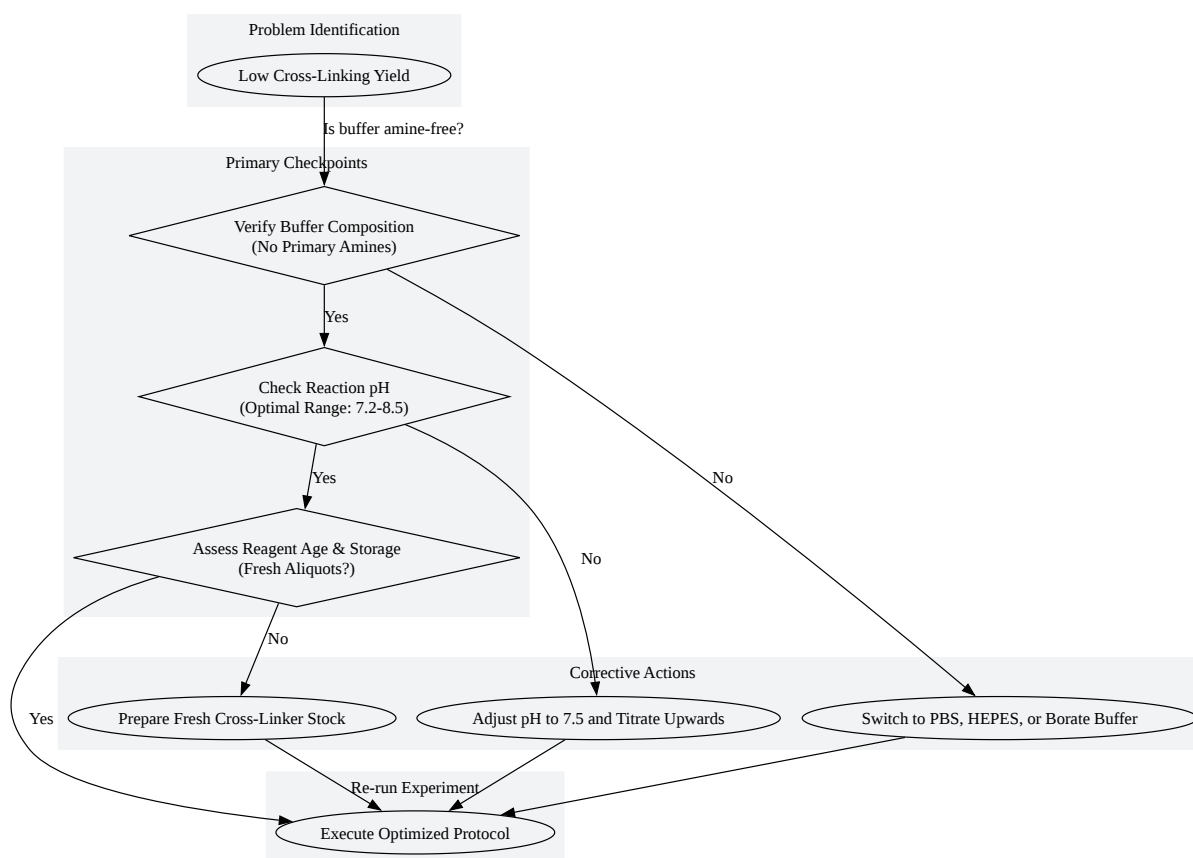 Problem Identification
Low Cross-Linking Yield
Is buffer amine-free?
Primary Checkpoints
Verify Buffer Composition
(No Primary Amines)
Yes
Check Reaction pH
(Optimal Range: 7.2-8.5)
Yes
No
Assess Reagent Age & Storage
(Fresh Aliquots?)
No
No
Corrective Actions
Yes
Prepare Fresh Cross-Linker Stock
Adjust pH to 7.5 and Titrate Upwards
Switch to PBS, HEPES, or Borate Buffer
Re-run Experiment
Execute Optimized Protocol